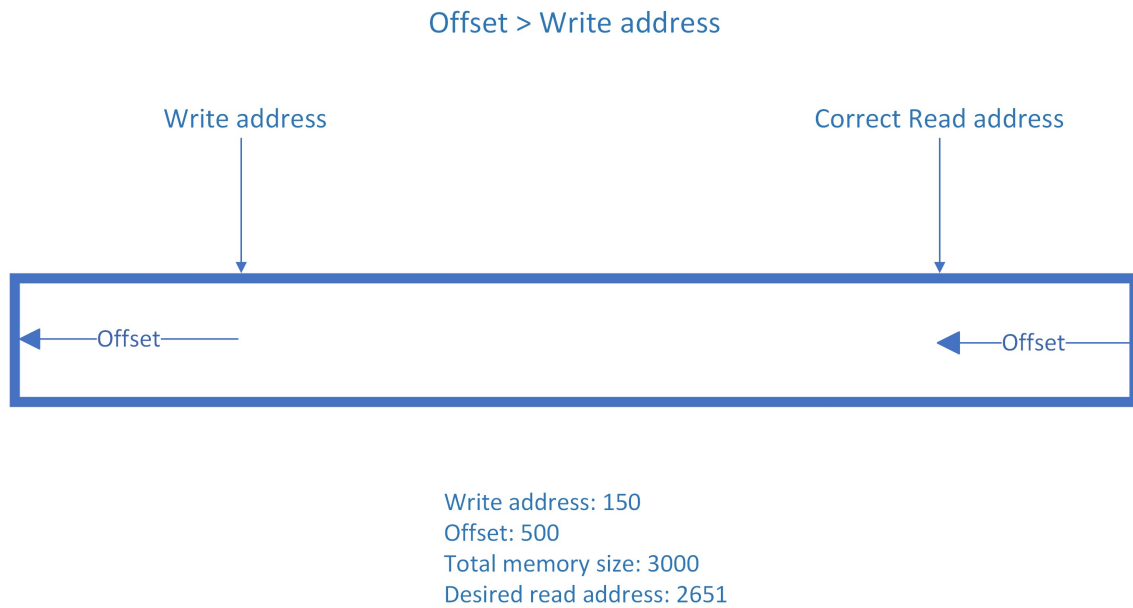 Offset > Write address
Write address
Correct Read address
Offset
Offset
Write address: 150
Offset: 500
Total memory size: 3000
Desired read address: 2651